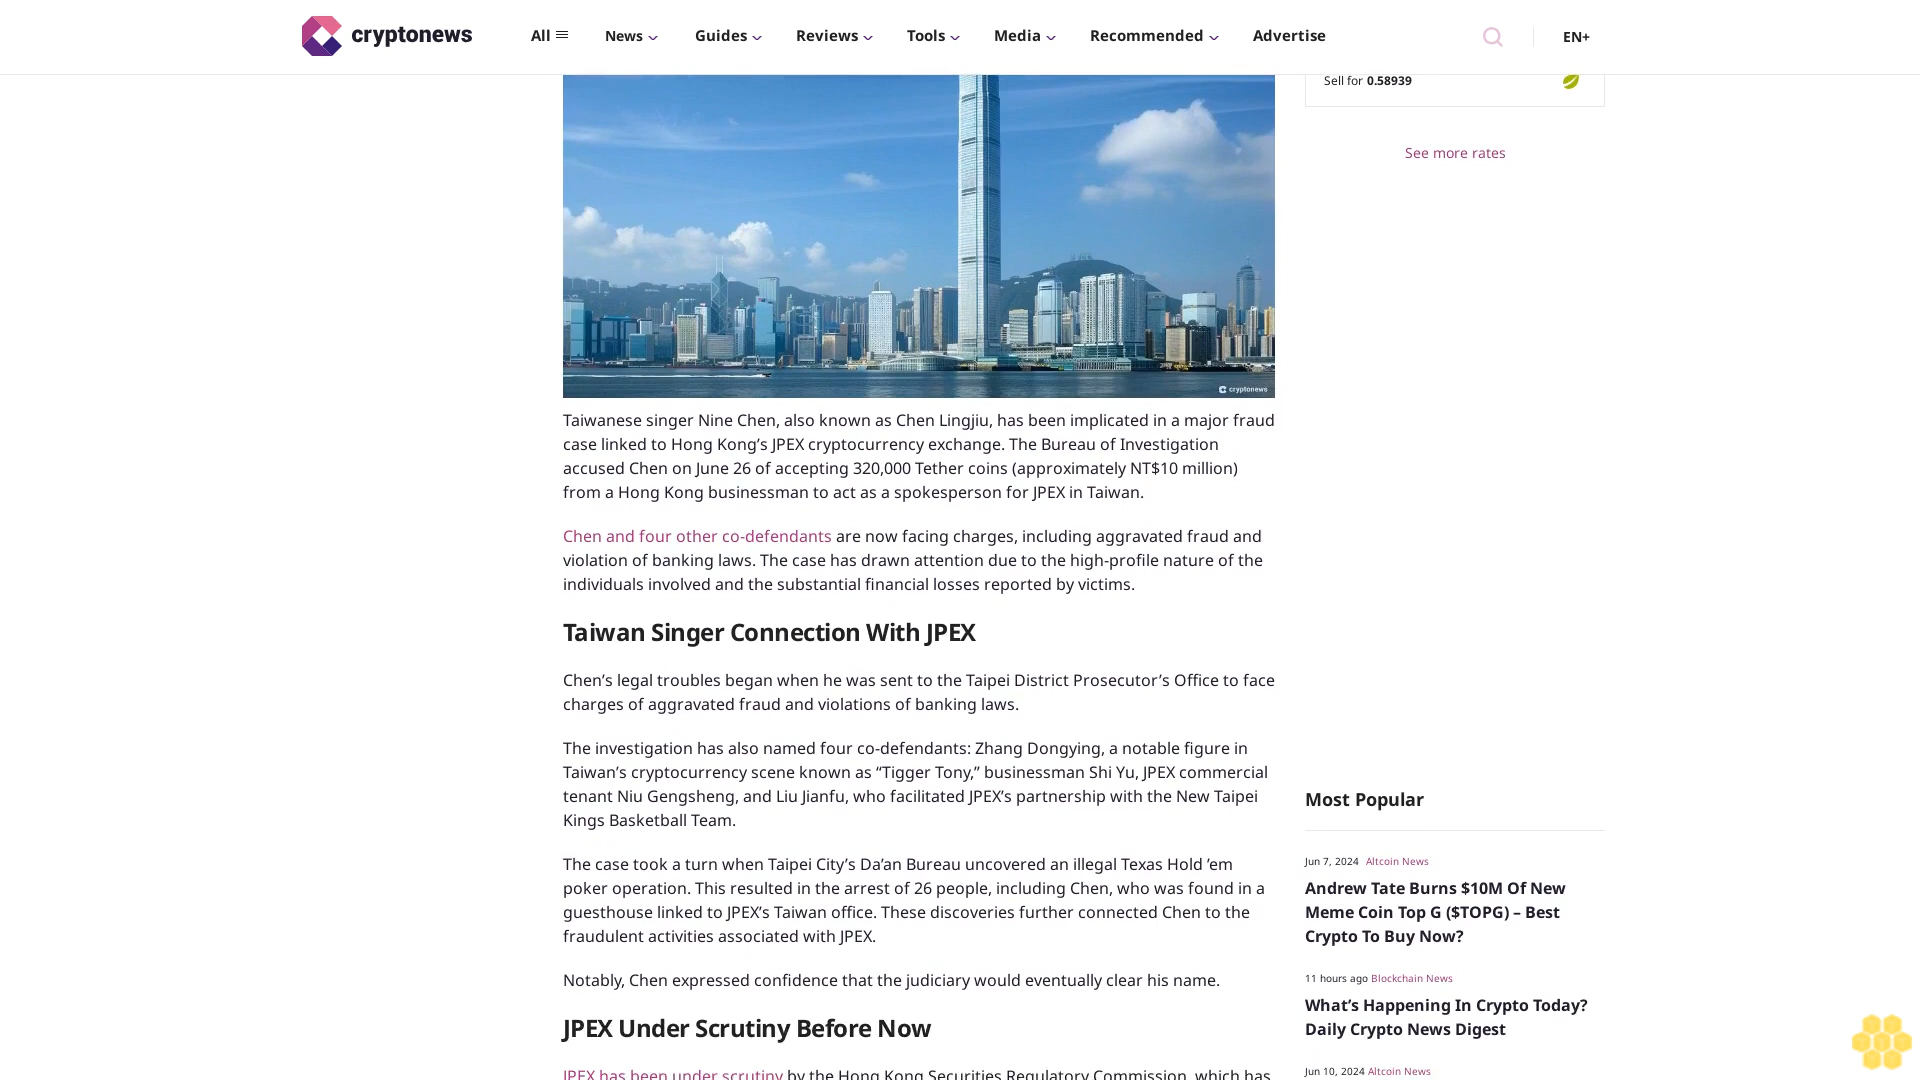 cryptonews
All
News
Guides
Reviews
Tools
Media
Recommended
Advertise
EN+
Sell for 0.58939
See more rates
cryptonews
Taiwanese singer Nine Chen, also known as Chen Lingjiu, has been implicated in a major fraud
case linked to Hong Kong’s JPEX cryptocurrency exchange. The Bureau of Investigation
accused Chen on June 26 of accepting 320,000 Tether coins (approximately NT$10 million)
from a Hong Kong businessman to act as a spokesperson for JPEX in Taiwan.
Chen and four other co-defendants are now facing charges, including aggravated fraud and
violation of banking laws. The case has drawn attention due to the high-profile nature of the
individuals involved and the substantial financial losses reported by victims.
Taiwan Singer Connection With JPEX
Chen’s legal troubles began when he was sent to the Taipei District Prosecutor’s Office to face
charges of aggravated fraud and violations of banking laws.
The investigation has also named four co-defendants: Zhang Dongying, a notable figure in
Taiwan’s cryptocurrency scene known as “Tigger Tony,” businessman Shi Yu, JPEX commercial
tenant Niu Gengsheng, and Liu Jianfu, who facilitated JPEX’s partnership with the New Taipei
Kings Basketball Team.
The case took a turn when Taipei City’s Da’an Bureau uncovered an illegal Texas Hold ’em
poker operation. This resulted in the arrest of 26 people, including Chen, who was found in a
guesthouse linked to JPEX’s Taiwan office. These discoveries further connected Chen to the
fraudulent activities associated with JPEX.
Notably, Chen expressed confidence that the judiciary would eventually clear his name.
JPEX Under Scrutiny Before Now
JPEX has been under scrutiny by the Hong Kong Securities Regulatory Commission, which has
Most Popular
Jun 7, 2024 Altcoin News
Andrew Tate Burns $10M Of New
Meme Coin Top G ($TOPG) – Best
Crypto To Buy Now?
11 hours ago Blockchain News
What’s Happening In Crypto Today?
Daily Crypto News Digest
Jun 10, 2024 Altcoin News